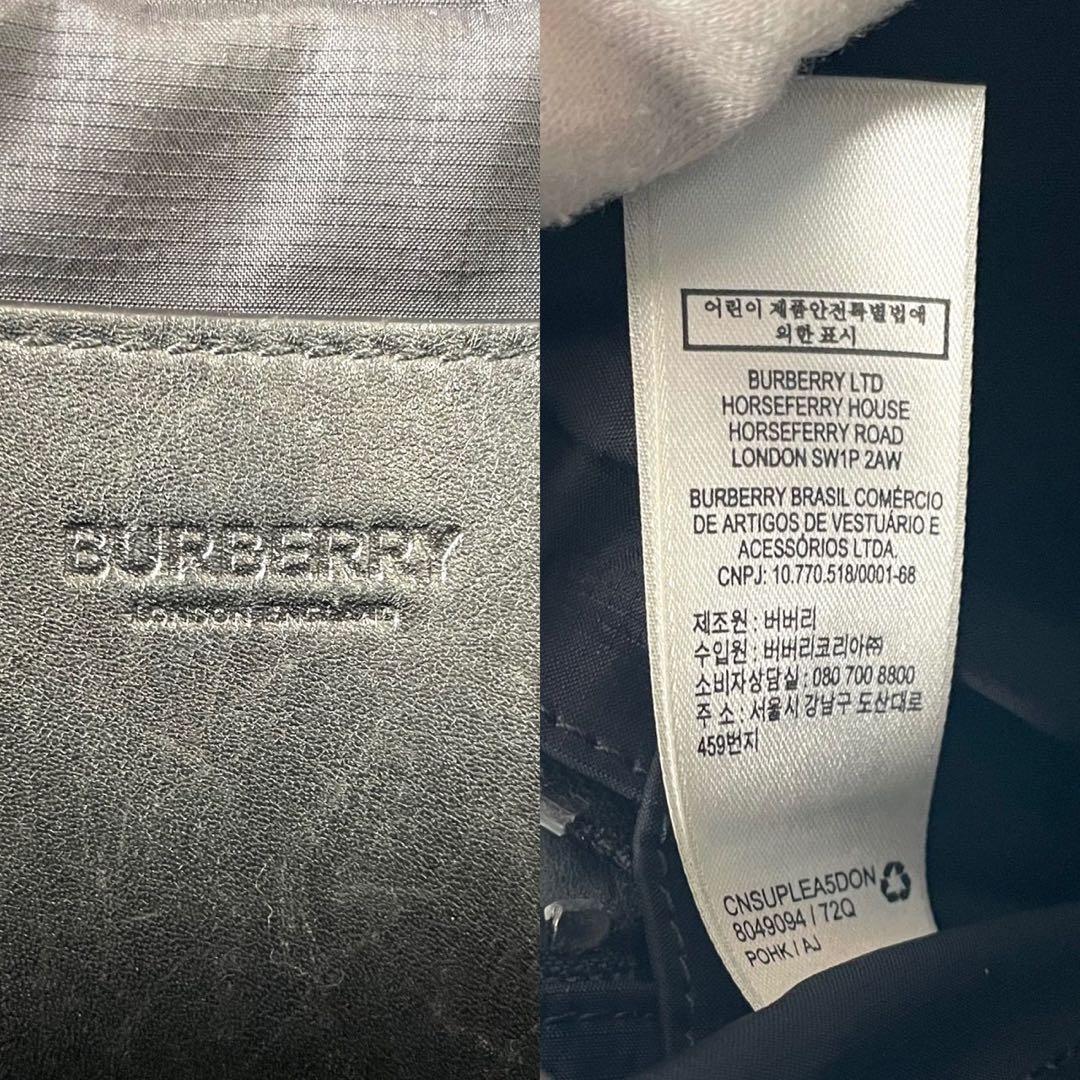 BURBERRY
LONDON ENGLAND
어린이 제품안전특별법에
의한 표시
BURBERRY LTD
HORSEFERRY HOUSE
HORSEFERRY ROAD
LONDON SW1P 2AW
BURBERRY BRASIL COMÉRCIO
DE ARTIGOS DE VESTUÁRIO E
ACESSÓRIOS LTDA.
CNPJ: 10.770.518/0001-68
제조원 : 버버리
수입원 : 버버리코리아㈜
소비자상담실 : 080 700 8800
주 소 : 서울시 강남구 도산대로
459번지
CNSUPLEA5DON
8049094 / 72Q
POHK / AJ